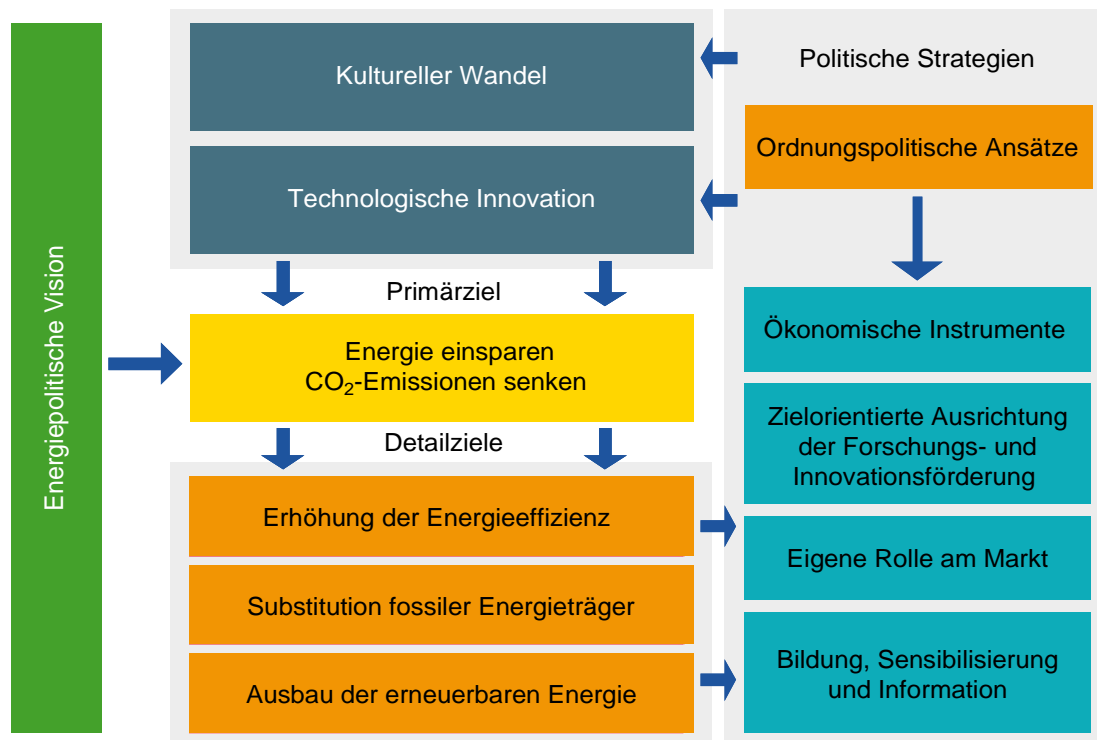 Energiepolitische Vision
Kultureller Wandel
Technologische Innovation
Primärziel
Energie einsparen
CO₂-Emissionen senken
Detailziele
Erhöhung der Energieeffizienz
Substitution fossiler Energieträger
Ausbau der erneuerbaren Energie
Politische Strategien
Ordnungspolitische Ansätze
Ökonomische Instrumente
Zielorientierte Ausrichtung
der Forschungs- und
Innovationsförderung
Eigene Rolle am Markt
Bildung, Sensibilisierung
und Information